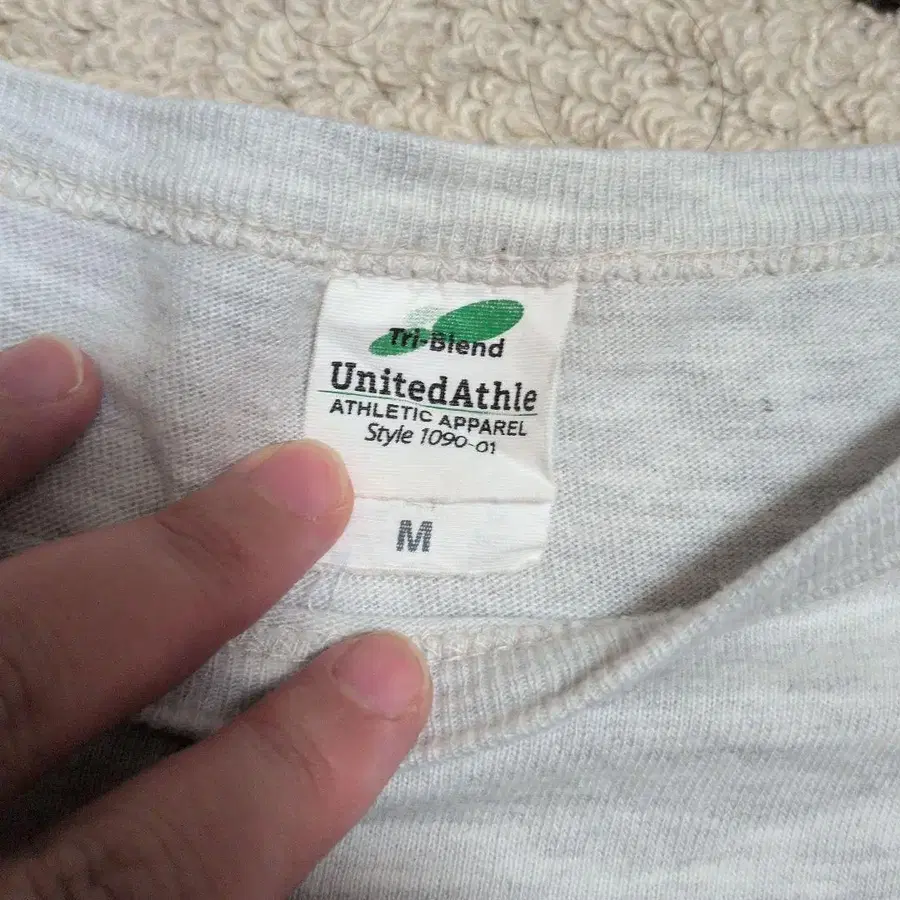 Tri-Blend
UnitedAthle
ATHLETIC APPAREL
Style 1090-01
M